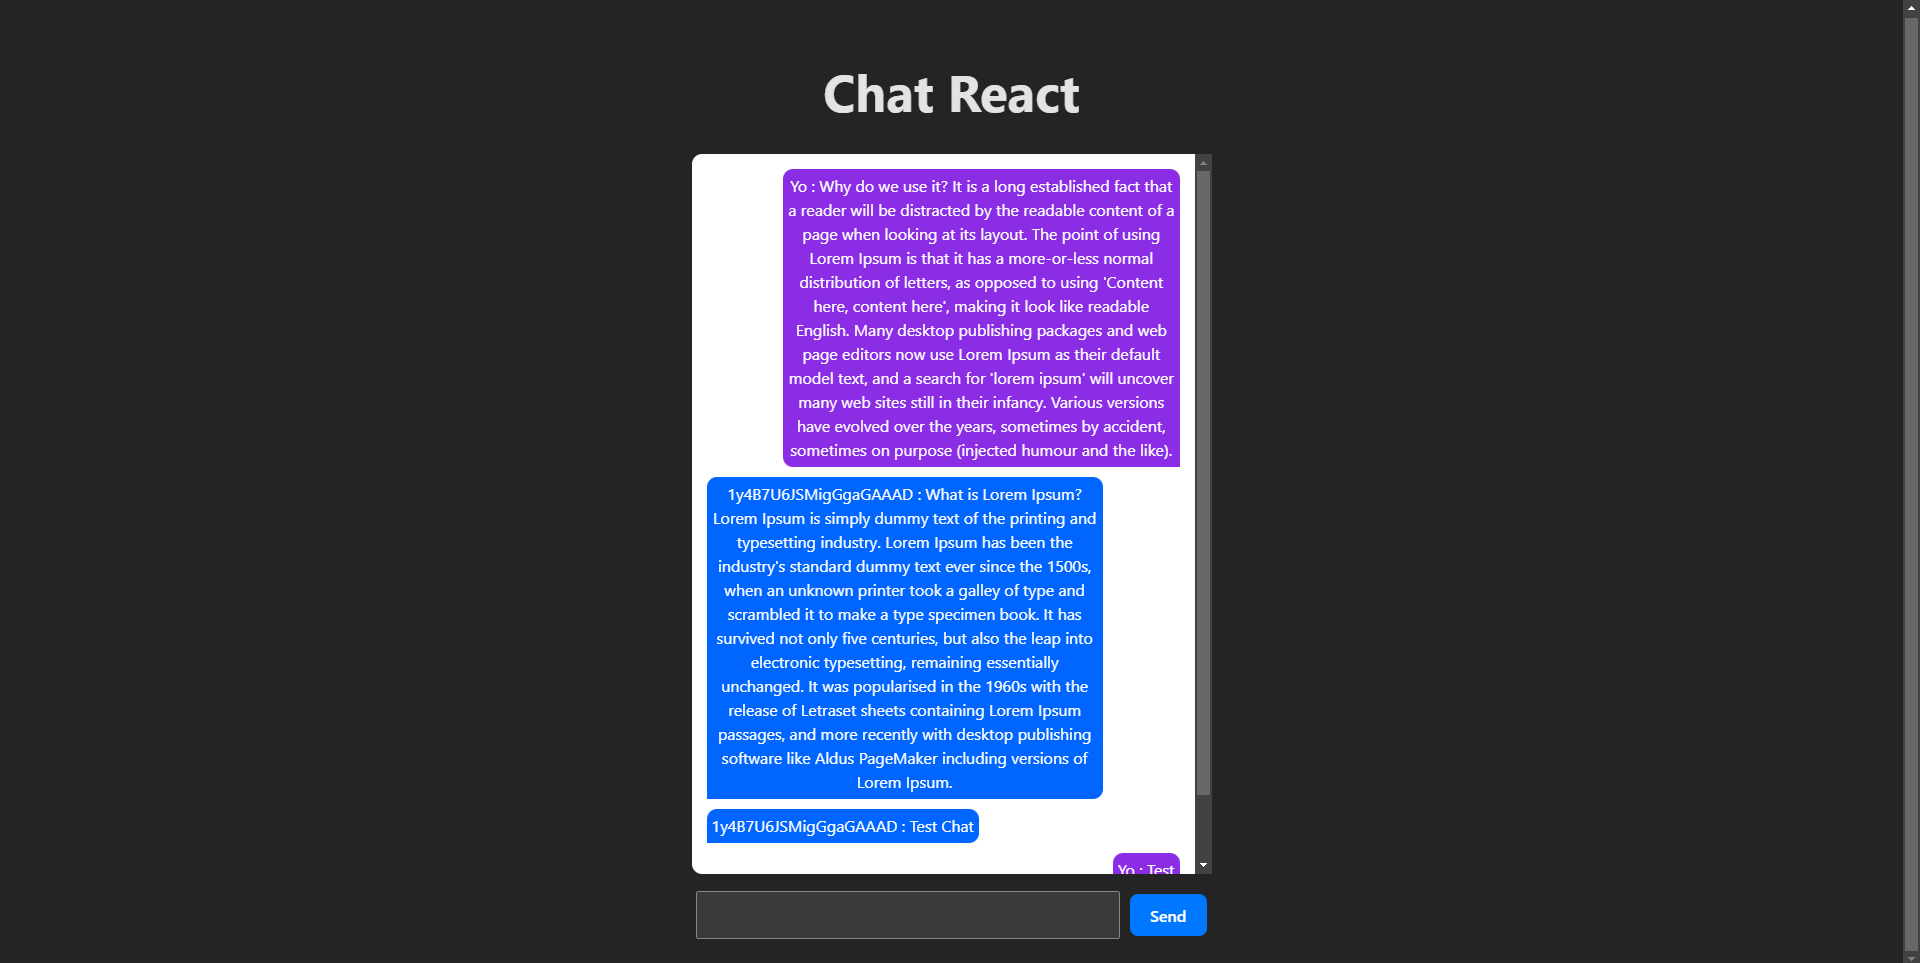 Chat React
Yo : Why do we use it? It is a long established fact that
a reader will be distracted by the readable content of a
page when looking at its layout. The point of using
Lorem Ipsum is that it has a more-or-less normal
distribution of letters, as opposed to using 'Content
here, content here', making it look like readable
English. Many desktop publishing packages and web
page editors now use Lorem Ipsum as their default
model text, and a search for 'lorem ipsum' will uncover
many web sites still in their infancy. Various versions
have evolved over the years, sometimes by accident,
sometimes on purpose (injected humour and the like).
1y4B7U6JSMigGgaGAAAD : What is Lorem Ipsum?
Lorem Ipsum is simply dummy text of the printing and
typesetting industry. Lorem Ipsum has been the
industry's standard dummy text ever since the 1500s,
when an unknown printer took a galley of type and
scrambled it to make a type specimen book. It has
survived not only five centuries, but also the leap into
electronic typesetting, remaining essentially
unchanged. It was popularised in the 1960s with the
release of Letraset sheets containing Lorem Ipsum
passages, and more recently with desktop publishing
software like Aldus PageMaker including versions of
Lorem Ipsum.
1y4B7U6JSMigGgaGAAAD : Test Chat
Yo : Test
Send